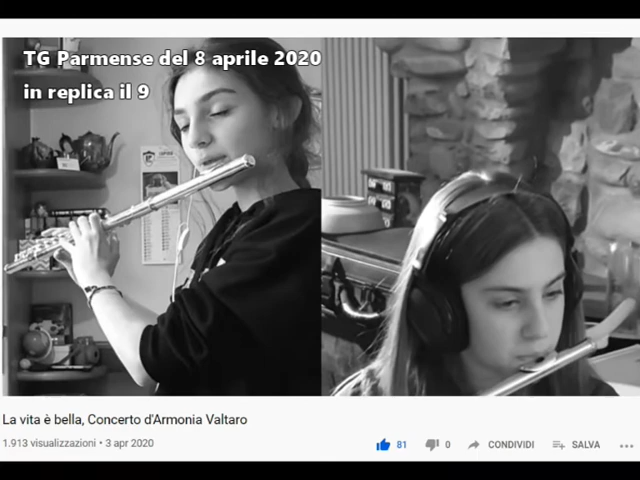 TG Parmense del 8 aprile 2020
in replica il 9
La vita è bella, Concerto d'Armonia Valtaro
1.913 visualizzazioni • 3 apr 2020
81 0 CONDIVIDI SALVA